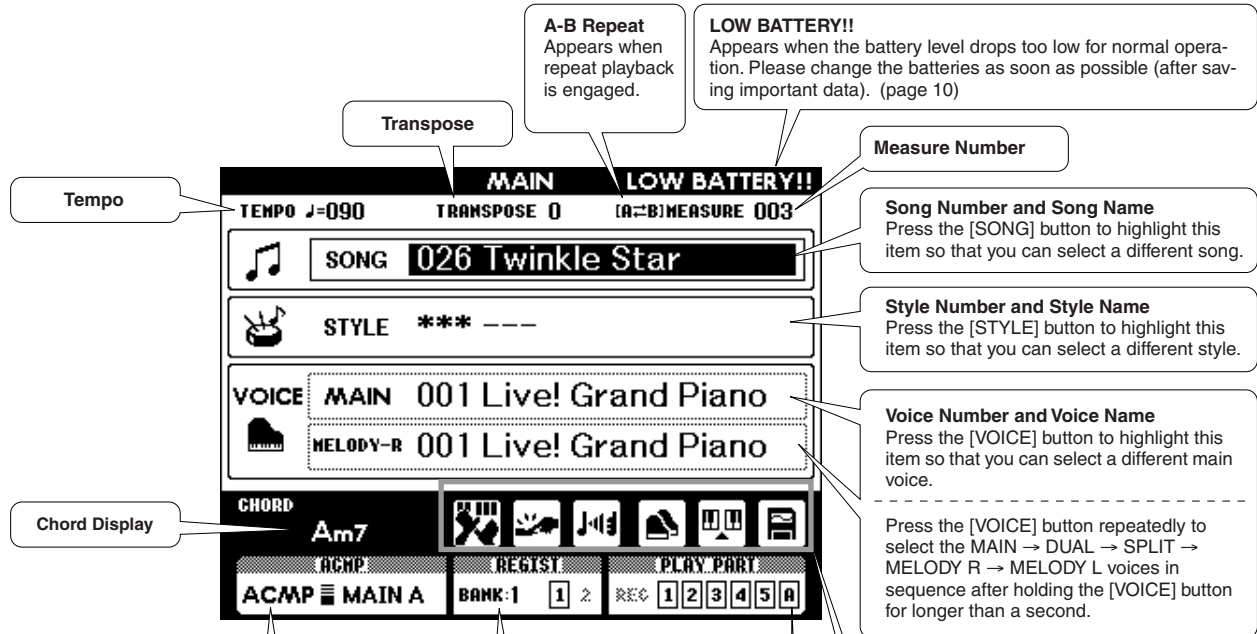 A-B Repeat
Appears when
repeat playback
is engaged.
LOW BATTERY!!
Appears when the battery level drops too low for normal opera-
tion. Please change the batteries as soon as possible (after sav-
ing important data).  (page 10)
Transpose
Measure Number
Tempo
MAIN LOW BATTERY!!
TEMPO ♩=090 TRANSPOSE 0 [A⇄B]MEASURE 003
Song Number and Song Name
Press the [SONG] button to highlight this
item so that you can select a different song.
SONG 026 Twinkle Star
Style Number and Style Name
Press the [STYLE] button to highlight this
item so that you can select a different style.
STYLE *** ---
VOICE MAIN 001 Live! Grand Piano
MELODY-R 001 Live! Grand Piano
Voice Number and Voice Name
Press the [VOICE] button to highlight this
item so that you can select a different main
voice.
Press the [VOICE] button repeatedly to
select the MAIN → DUAL → SPLIT →
MELODY R → MELODY L voices in
sequence after holding the [VOICE] button
for longer than a second.
Chord Display
CHORD
Am7
ACMP REGIST PLAY PART
ACMP MAIN A BANK:1 1 2 REC 1 2 3 4 5 A